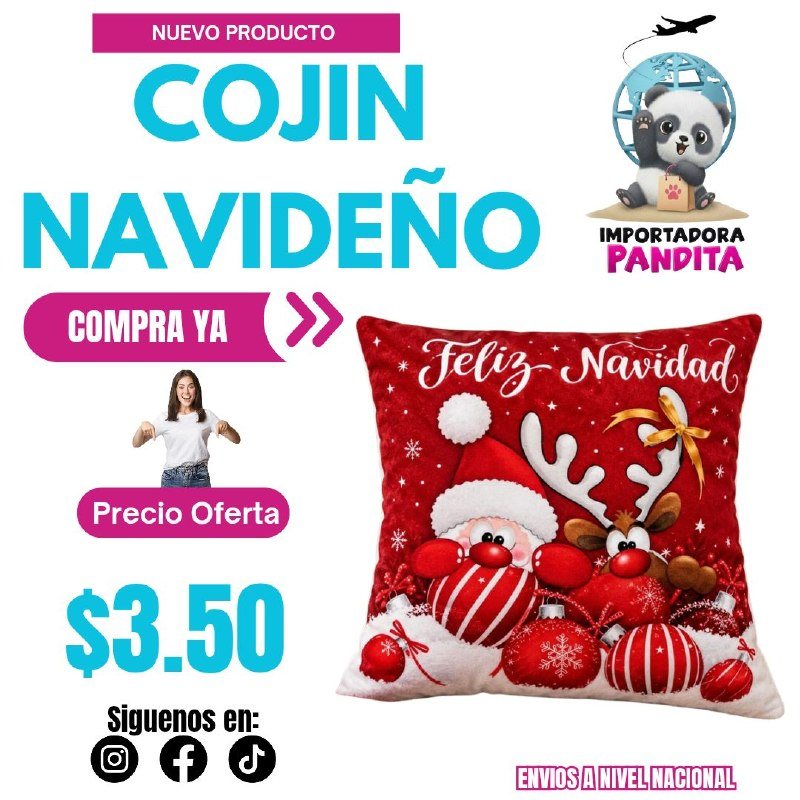 NUEVO PRODUCTO
COJIN
NAVIDEÑO
IMPORTADORA
PANDITA
COMPRA YA
Feliz Navidad
Precio Oferta
$3.50
Siguenos en:
ENVIOS A NIVEL NACIONAL